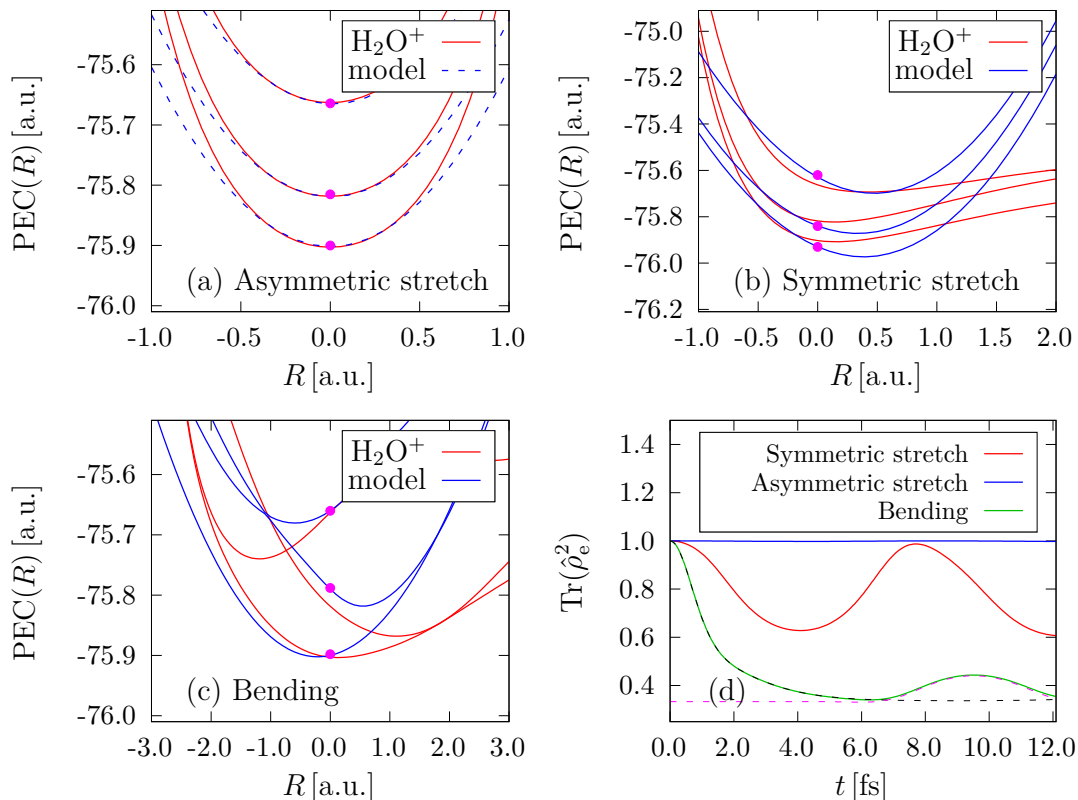 PEC(R) [a.u.]
-75.6
-75.7
-75.8
-75.9
-76.0
H₂O⁺
model
(a) Asymmetric stretch
-1.0 -0.5 0.0 0.5 1.0
R [a.u.]
PEC(R) [a.u.]
-75.0
-75.2
-75.4
-75.6
-75.8
-76.0
-76.2
H₂O⁺
model
(b) Symmetric stretch
-1.0 -0.5 0.0 0.5 1.0 1.5 2.0
R [a.u.]
PEC(R) [a.u.]
-75.6
-75.7
-75.8
-75.9
-76.0
H₂O⁺
model
(c) Bending
-3.0 -2.0 -1.0 0.0 1.0 2.0 3.0
R [a.u.]
Tr(ρ̂ₑ²)
1.4
1.2
1.0
0.8
0.6
0.4
Symmetric stretch
Asymmetric stretch
Bending
(d)
0.0 2.0 4.0 6.0 8.0 10.0 12.0
t [fs]